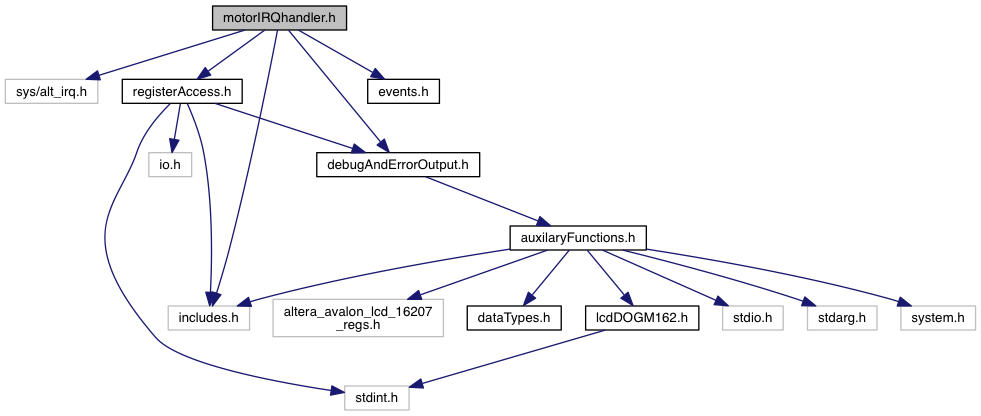 motorIRQhandler.h
sys/alt_irq.h
registerAccess.h
events.h
io.h
debugAndErrorOutput.h
auxilaryFunctions.h
includes.h
altera_avalon_lcd_16207
_regs.h
dataTypes.h
lcdDOGM162.h
stdio.h
stdarg.h
system.h
stdint.h